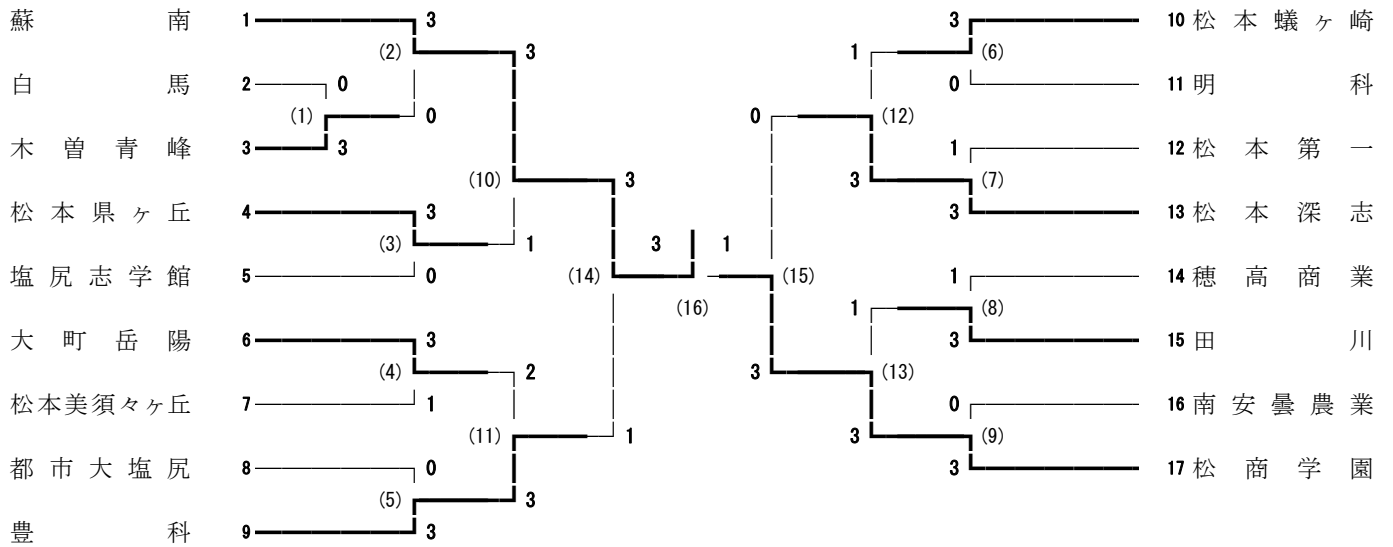 蘇南 1 3 3 10 松本蟻ヶ崎
(2) 3 1 (6)
白馬 2 0 0 11 明科
(1) 0 0 (12)
木曽青峰 3 3 1 12 松本第一
(10) 3 3 (7)
松本県ヶ丘 4 3 3 13 松本深志
(3) 1 3 1
塩尻志学館 5 0 (14) (15) 1 14 穂高商業
(16) 1 (8)
大町岳陽 6 3 3 15 田川
(4) 2 3 (13)
松本美須々ヶ丘 7 1 0 16 南安曇農業
(11) 1 3 (9)
都市大塩尻 8 0 3 17 松商学園
(5) 3
豊科 9 3